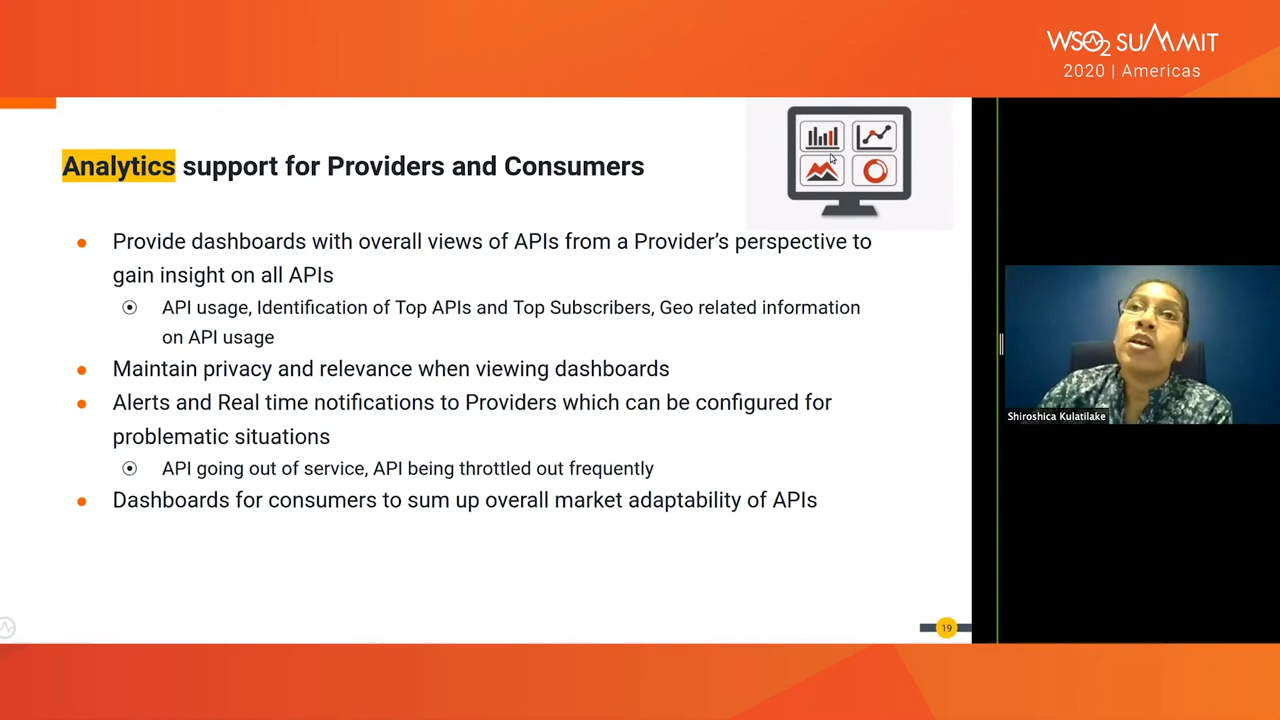 WSO2 SUMMIT
2020 | Americas
Analytics support for Providers and Consumers
● Provide dashboards with overall views of APIs from a Provider's perspective to
gain insight on all APIs
API usage, Identification of Top APIs and Top Subscribers, Geo related information
on API usage
● Maintain privacy and relevance when viewing dashboards
● Alerts and Real time notifications to Providers which can be configured for
problematic situations
API going out of service, API being throttled out frequently
● Dashboards for consumers to sum up overall market adaptability of APIs
Shiroshica Kulatilake
19